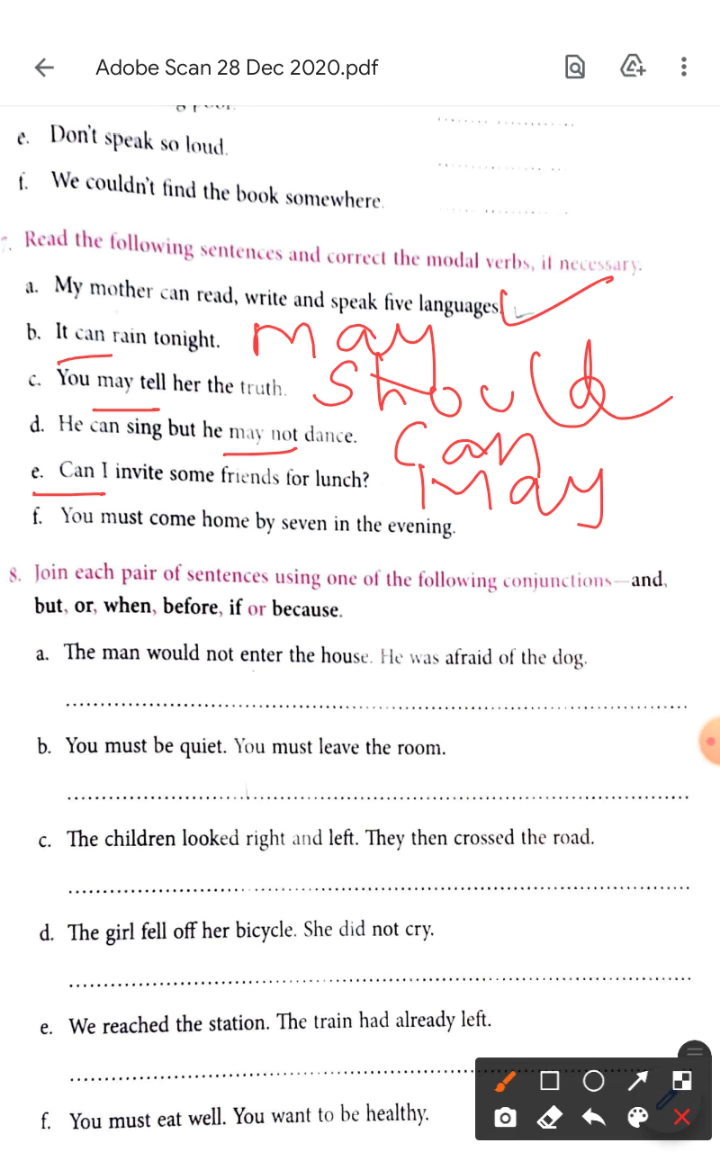 Adobe Scan 28 Dec 2020.pdf
e. Don't speak so loud.
f. We couldn't find the book somewhere.
7. Read the following sentences and correct the modal verbs, if necessary.
a. My mother can read, write and speak five languages.
b. It can rain tonight. may
c. You may tell her the truth. should
d. He can sing but he may not dance. can
e. Can I invite some friends for lunch? may
f. You must come home by seven in the evening.
8. Join each pair of sentences using one of the following conjunctions—and,
but, or, when, before, if or because.
a. The man would not enter the house. He was afraid of the dog.
b. You must be quiet. You must leave the room.
c. The children looked right and left. They then crossed the road.
d. The girl fell off her bicycle. She did not cry.
e. We reached the station. The train had already left.
f. You must eat well. You want to be healthy.